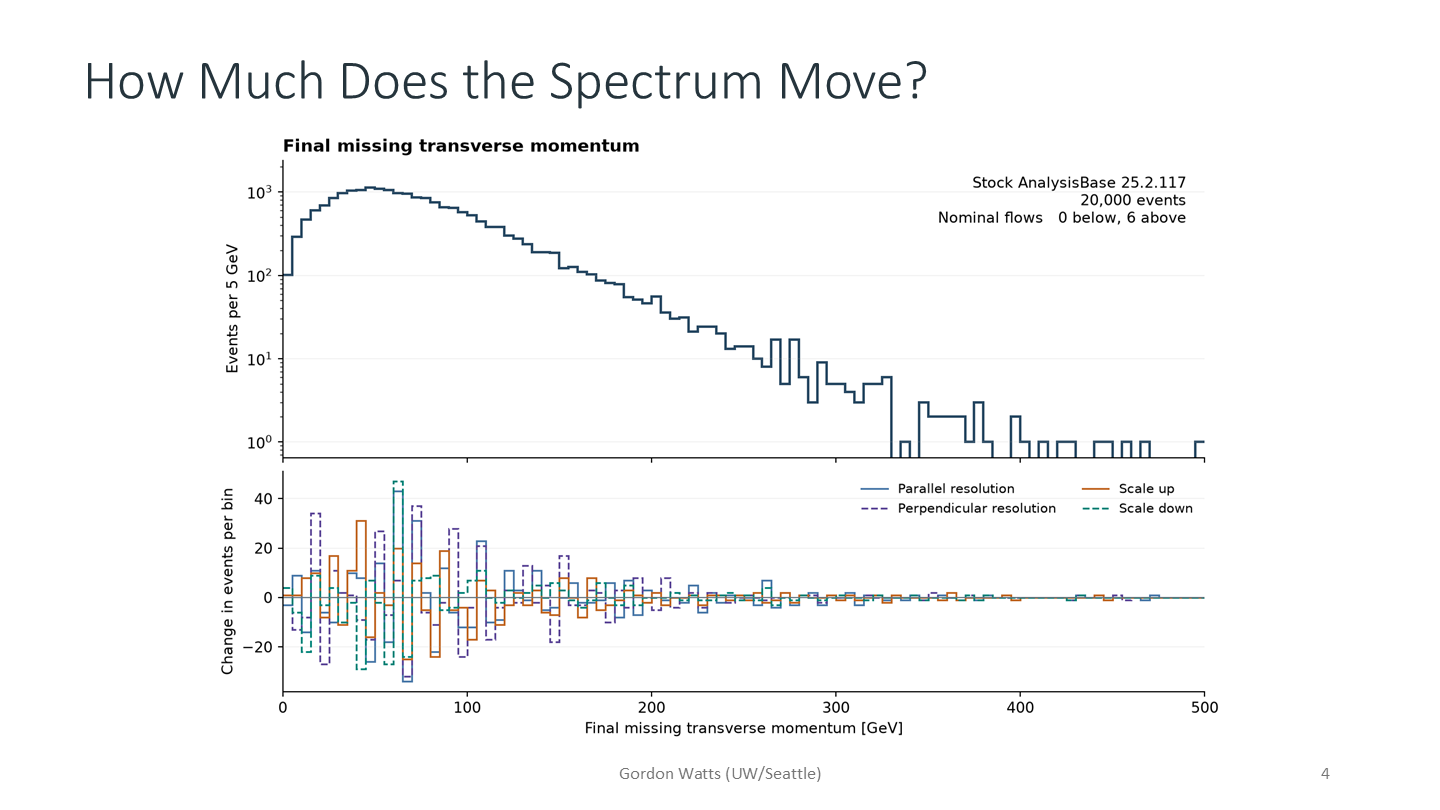 How Much Does the Spectrum Move?
Final missing transverse momentum
Stock AnalysisBase 25.2.117
20,000 events
Nominal flows 0 below, 6 above
Events per 5 GeV
10³
10²
10¹
10⁰
Parallel resolution
Perpendicular resolution
Scale up
Scale down
Change in events per bin
40
20
0
−20
0 100 200 300 400 500
Final missing transverse momentum [GeV]
Gordon Watts (UW/Seattle)
4